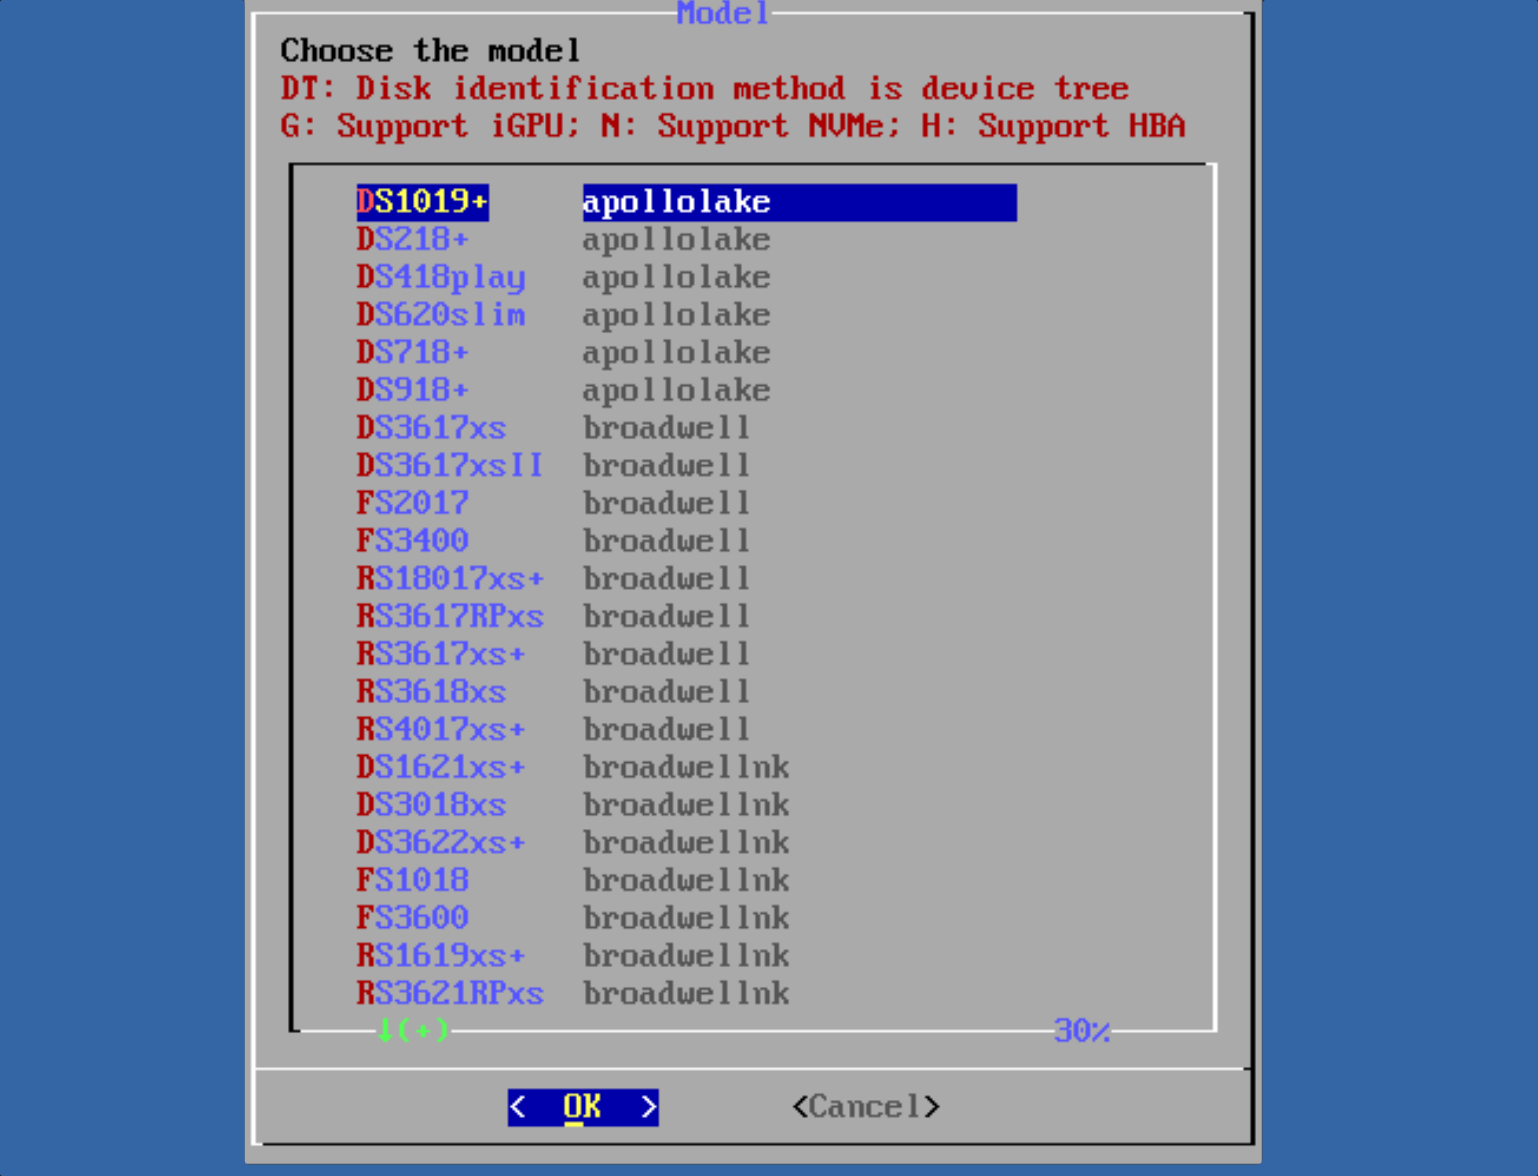 Model
Choose the model
DT: Disk identification method is device tree
G: Support iGPU; N: Support NVMe; H: Support HBA
DS1019+ apollolake
DS218+ apollolake
DS418play apollolake
DS620slim apollolake
DS718+ apollolake
DS918+ apollolake
DS3617xs broadwell
DS3617xsII broadwell
FS2017 broadwell
FS3400 broadwell
RS18017xs+ broadwell
RS3617RPxs broadwell
RS3617xs+ broadwell
RS3618xs broadwell
RS4017xs+ broadwell
DS1621xs+ broadwellnk
DS3018xs broadwellnk
DS3622xs+ broadwellnk
FS1018 broadwellnk
FS3600 broadwellnk
RS1619xs+ broadwellnk
RS3621RPxs broadwellnk
↓(+) 30%
< OK > <Cancel>